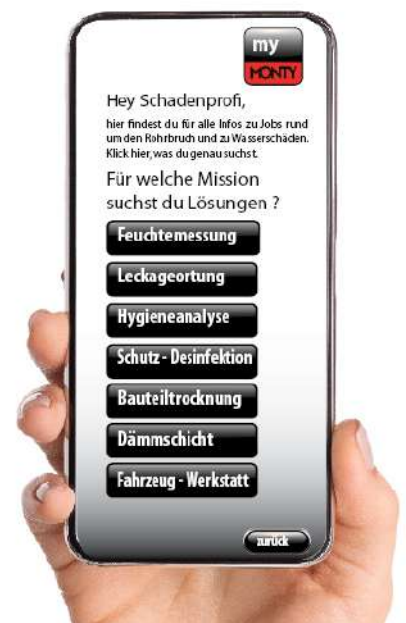 my
MONTY
Hey Schadenprofi,
hier findest du für alle Infos zu Jobs rund
um den Rohrbruch und zu Wasserschäden.
Klick hier, was du genau suchst.
Für welche Mission
suchst du Lösungen ?
Feuchtemessung
Leckageortung
Hygieneanalyse
Schutz - Desinfektion
Bauteiltrocknung
Dämmschicht
Fahrzeug - Werkstatt
zurück